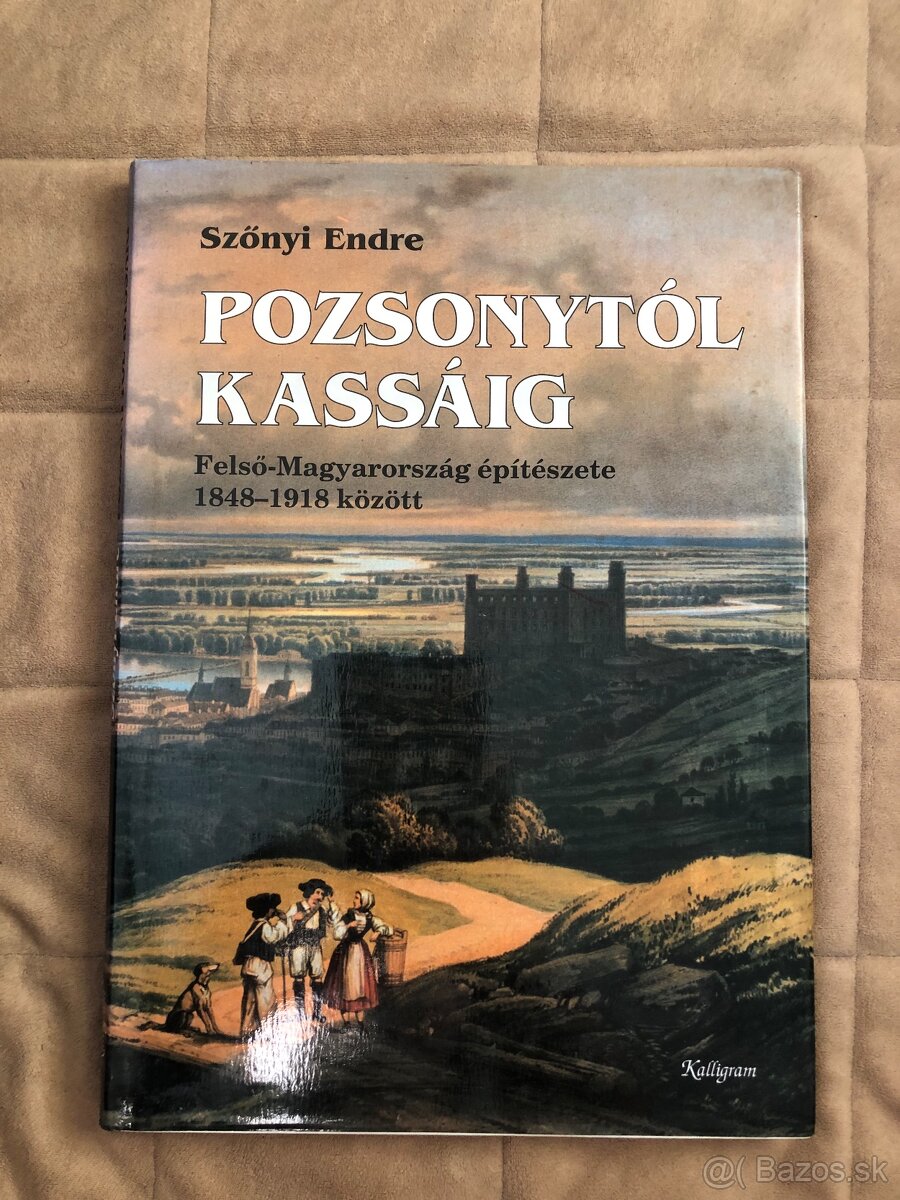 Szőnyi Endre
POZSONYTÓL
KASSÁIG
Felső-Magyarország építészete
1848–1918 között
Kalligram
@( Bazos.sk